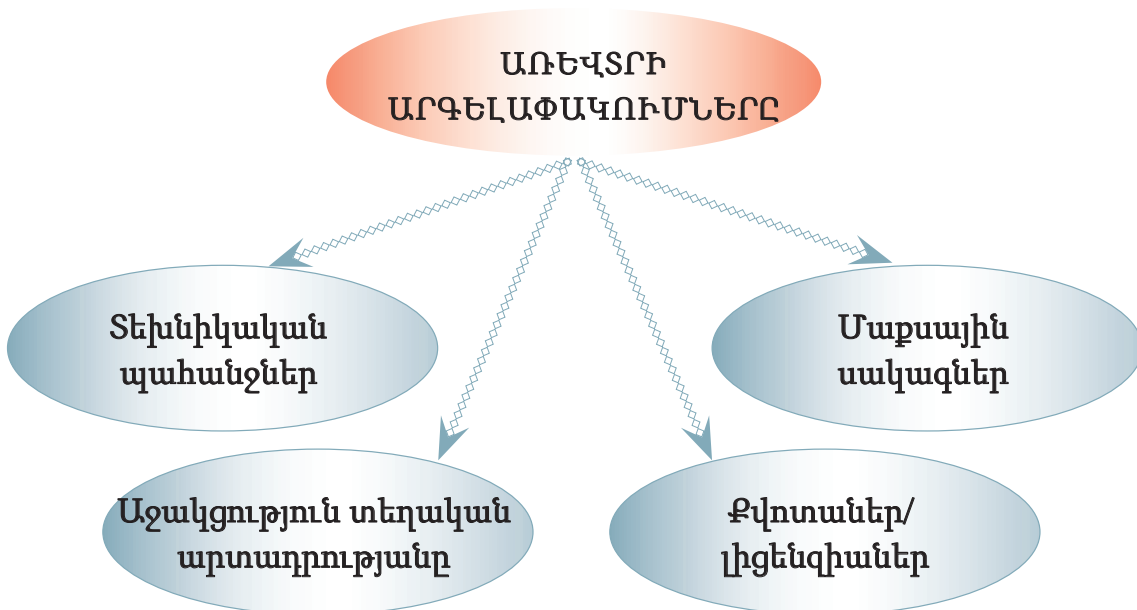 ԱՌԵՎՏՐԻ
ԱՐԳԵԼԱՓԱԿՈՒՄՆԵՐԸ
Տեխնիկական
պահանջներ
Մաքսային
սակագներ
Աջակցություն տեղական
արտադրությանը
Քվոտաներ/
լիցենզիաներ